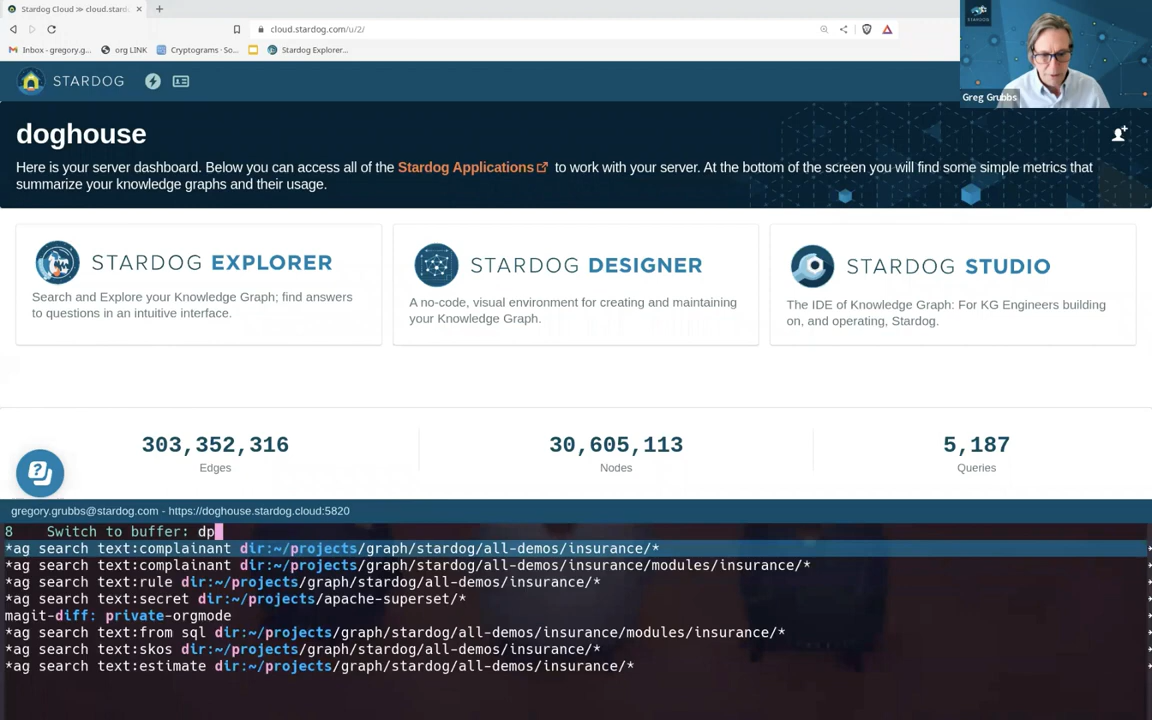 Stardog Cloud >> cloud.stard
cloud.stardog.com/u/2/
Inbox - gregory.g...
org LINK
Cryptograms · So...
Stardog Explorer...
STARDOG
Greg Grubbs
STARDOG
doghouse
Here is your server dashboard. Below you can access all of the Stardog Applications to work with your server. At the bottom of the screen you will find some simple metrics that
summarize your knowledge graphs and their usage.
STARDOG EXPLORER
Search and Explore your Knowledge Graph; find answers
to questions in an intuitive interface.
STARDOG DESIGNER
A no-code, visual environment for creating and maintaining
your Knowledge Graph.
STARDOG STUDIO
The IDE of Knowledge Graph: For KG Engineers building
on, and operating, Stardog.
303,352,316
Edges
30,605,113
Nodes
5,187
Queries
gregory.grubbs@stardog.com - https://doghouse.stardog.cloud:5820
8 Switch to buffer: dp
*ag search text:complainant dir:~/projects/graph/stardog/all-demos/insurance/*
*ag search text:complainant dir:~/projects/graph/stardog/all-demos/insurance/modules/insurance/*
*ag search text:rule dir:~/projects/graph/stardog/all-demos/insurance/*
*ag search text:secret dir:~/projects/apache-superset/*
magit-diff: private-orgmode
*ag search text:from sql dir:~/projects/graph/stardog/all-demos/insurance/modules/insurance/*
*ag search text:skos dir:~/projects/graph/stardog/all-demos/insurance/*
*ag search text:estimate dir:~/projects/graph/stardog/all-demos/insurance/*